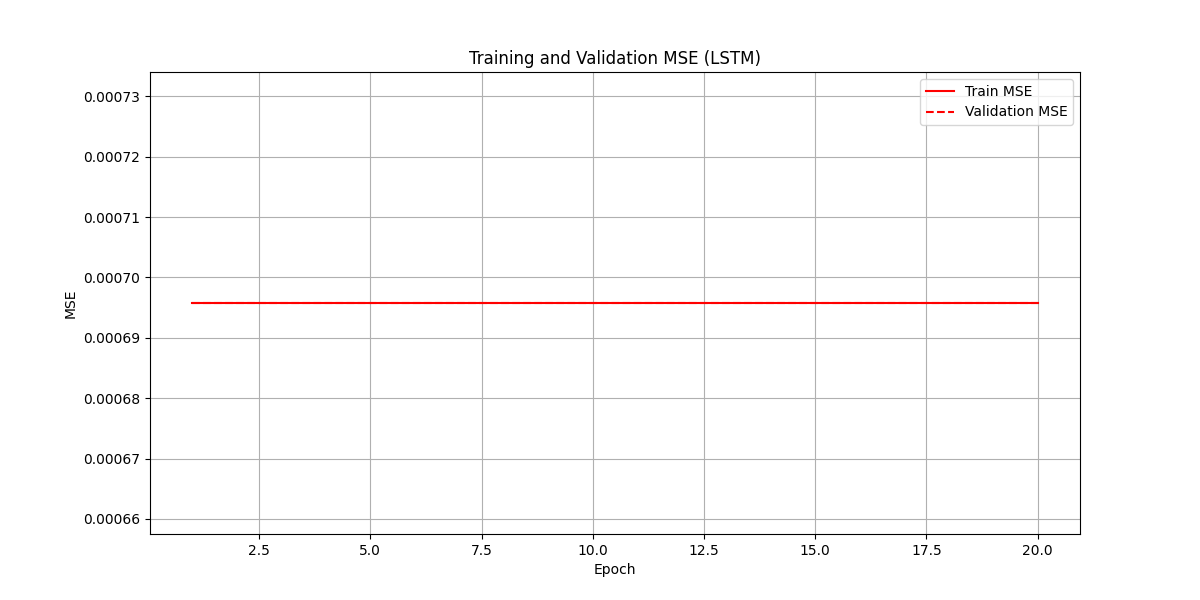 Training and Validation MSE (LSTM)
Train MSE
Validation MSE
0.00073
0.00072
0.00071
0.00070
0.00069
0.00068
0.00067
0.00066
MSE
2.5 5.0 7.5 10.0 12.5 15.0 17.5 20.0
Epoch